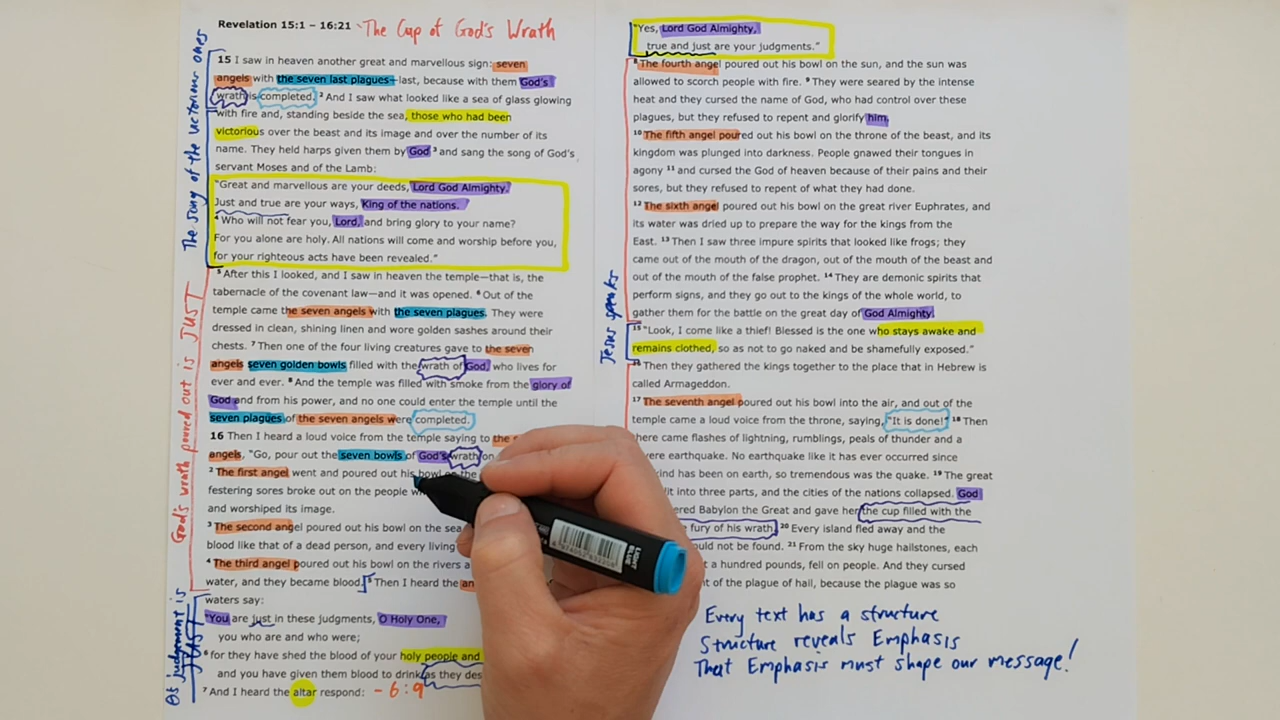 Revelation 15:1 – 16:21 - The Cup of God's Wrath
The song of the victorious ones
15 I saw in heaven another great and marvellous sign: seven
angels with the seven last plagues—last, because with them God's
wrath is completed. 2 And I saw what looked like a sea of glass glowing
with fire and, standing beside the sea, those who had been
victorious over the beast and its image and over the number of its
name. They held harps given them by God 3 and sang the song of God's
servant Moses and of the Lamb:
"Great and marvellous are your deeds, Lord God Almighty.
Just and true are your ways, King of the nations.
4 Who will not fear you, Lord, and bring glory to your name?
For you alone are holy. All nations will come and worship before you,
for your righteous acts have been revealed."
God's wrath poured out is JUST
5 After this I looked, and I saw in heaven the temple—that is, the
tabernacle of the covenant law—and it was opened. 6 Out of the
temple came the seven angels with the seven plagues. They were
dressed in clean, shining linen and wore golden sashes around their
chests. 7 Then one of the four living creatures gave to the seven
angels seven golden bowls filled with the wrath of God, who lives for
ever and ever. 8 And the temple was filled with smoke from the glory of
God and from his power, and no one could enter the temple until the
seven plagues of the seven angels were completed.
16 Then I heard a loud voice from the temple saying to the
angels, "Go, pour out the seven bowls of God's wrath on
2 The first angel went and poured out his bowl on the
festering sores broke out on the people
and worshiped its image.
3 The second angel poured out his bowl on the sea
blood like that of a dead person, and every living
4 The third angel poured out his bowl on the rivers a
water, and they became blood. 5 Then I heard the
waters say:
judgement is JUST
"You are just in these judgments, O Holy One,
you who are and who were;
6 for they have shed the blood of your holy people and
and you have given them blood to drink as they des
7 And I heard the altar respond: - 6:9
"Yes, Lord God Almighty,
true and just are your judgments."
8 The fourth angel poured out his bowl on the sun, and the sun was
allowed to scorch people with fire. 9 They were seared by the intense
heat and they cursed the name of God, who had control over these
plagues, but they refused to repent and glorify him.
10 The fifth angel poured out his bowl on the throne of the beast, and its
kingdom was plunged into darkness. People gnawed their tongues in
agony 11 and cursed the God of heaven because of their pains and their
sores, but they refused to repent of what they had done.
12 The sixth angel poured out his bowl on the great river Euphrates, and
its water was dried up to prepare the way for the kings from the
East. 13 Then I saw three impure spirits that looked like frogs; they
came out of the mouth of the dragon, out of the mouth of the beast and
out of the mouth of the false prophet. 14 They are demonic spirits that
perform signs, and they go out to the kings of the whole world, to
gather them for the battle on the great day of God Almighty.
Jesus speaks
15 "Look, I come like a thief! Blessed is the one who stays awake and
remains clothed, so as not to go naked and be shamefully exposed."
16 Then they gathered the kings together to the place that in Hebrew is
called Armageddon.
17 The seventh angel poured out his bowl into the air, and out of the
temple came a loud voice from the throne, saying, "It is done!" 18 Then
there came flashes of lightning, rumblings, peals of thunder and a
vere earthquake. No earthquake like it has ever occurred since
kind has been on earth, so tremendous was the quake. 19 The great
it into three parts, and the cities of the nations collapsed. God
ered Babylon the Great and gave her the cup filled with the
fury of his wrath. 20 Every island fled away and the
ould not be found. 21 From the sky huge hailstones, each
t a hundred pounds, fell on people. And they cursed
t of the plague of hail, because the plague was so
LIGHT BLUE
Every text has a structure
Structure reveals Emphasis
That Emphasis must shape our message!